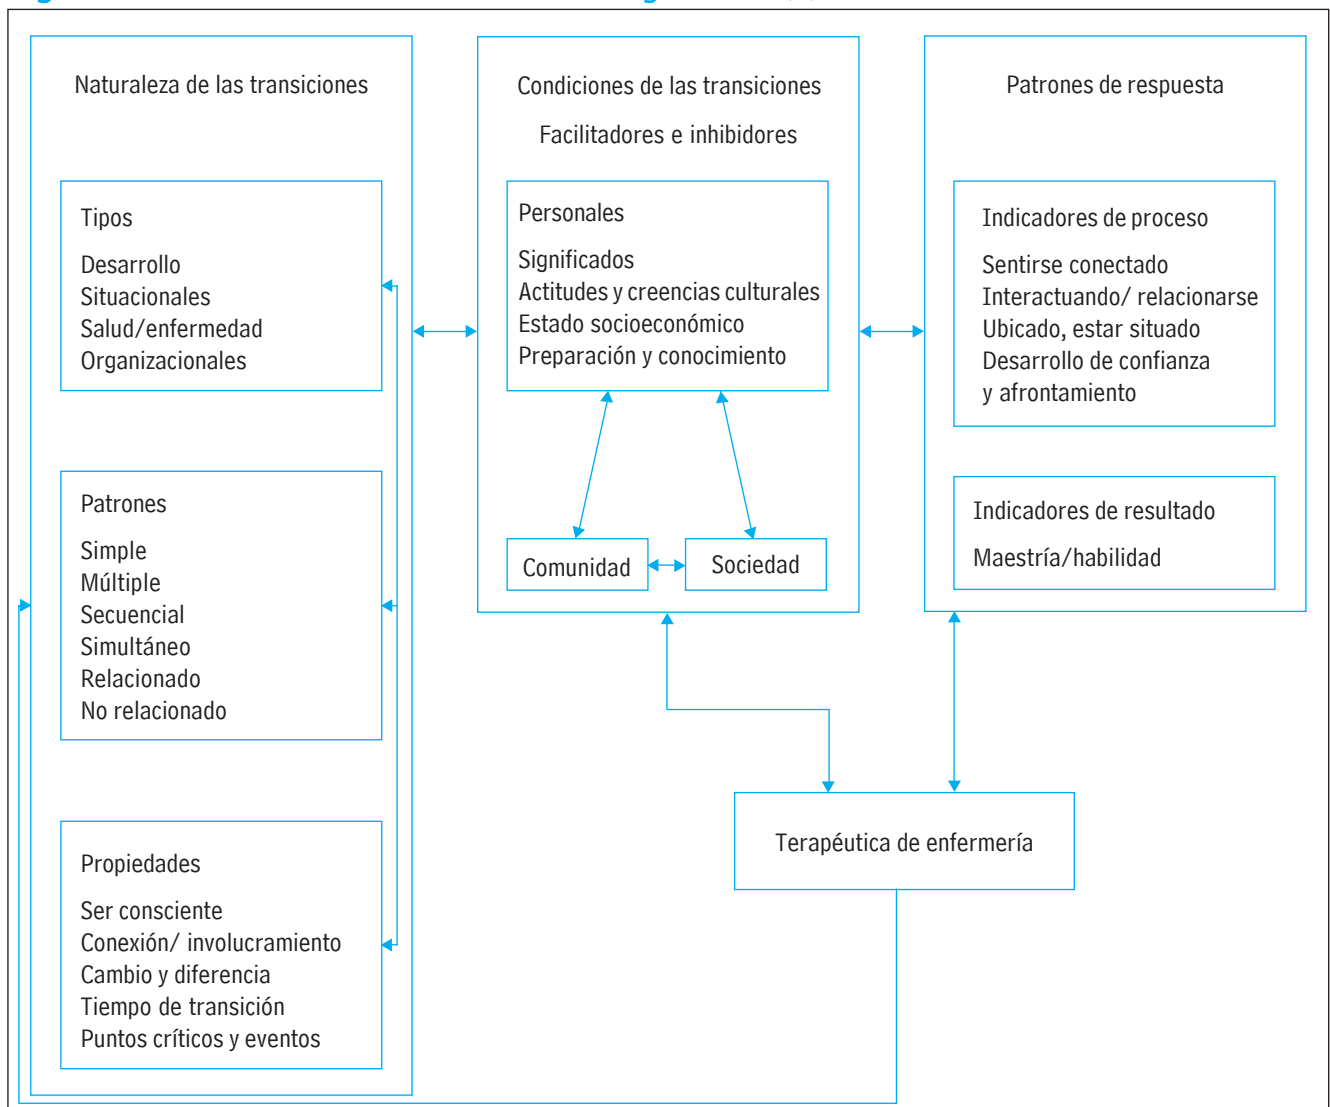 Naturaleza de las transiciones
Tipos
Desarrollo
Situacionales
Salud/enfermedad
Organizacionales
Patrones
Simple
Múltiple
Secuencial
Simultáneo
Relacionado
No relacionado
Propiedades
Ser consciente
Conexión/ involucramiento
Cambio y diferencia
Tiempo de transición
Puntos críticos y eventos
Condiciones de las transiciones
Facilitadores e inhibidores
Personales
Significados
Actitudes y creencias culturales
Estado socioeconómico
Preparación y conocimiento
Comunidad
Sociedad
Patrones de respuesta
Indicadores de proceso
Sentirse conectado
Interactuando/ relacionarse
Ubicado, estar situado
Desarrollo de confianza
y afrontamiento
Indicadores de resultado
Maestría/habilidad
Terapéutica de enfermería